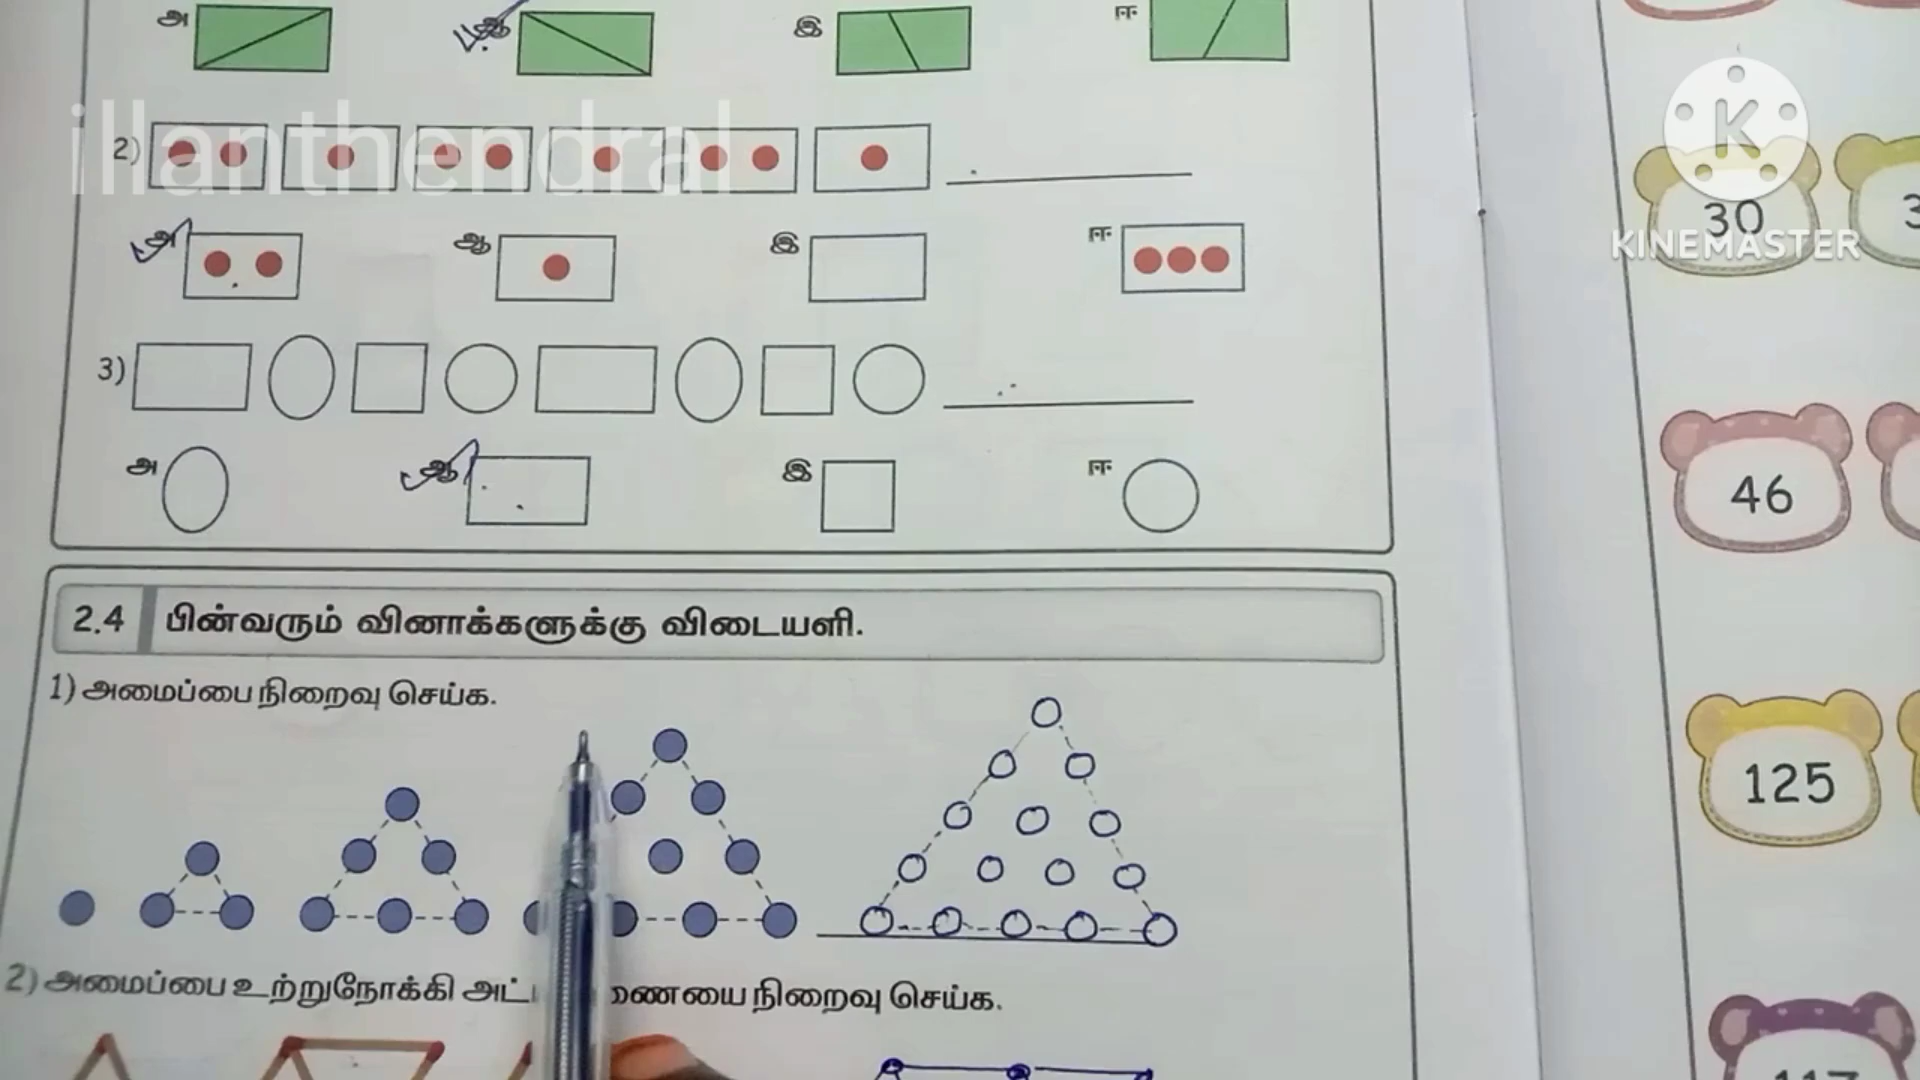 அ ஆ இ ஈ
illanthendral
2)
K
30
KINEMASTER
அ ஆ இ ஈ
3)
அ ஆ இ ஈ
46
2.4 பின்வரும் வினாக்களுக்கு விடையளி.
1) அமைப்பை நிறைவு செய்க.
125
2) அமைப்பை உற்றுநோக்கி அட் ணையை நிறைவு செய்க.